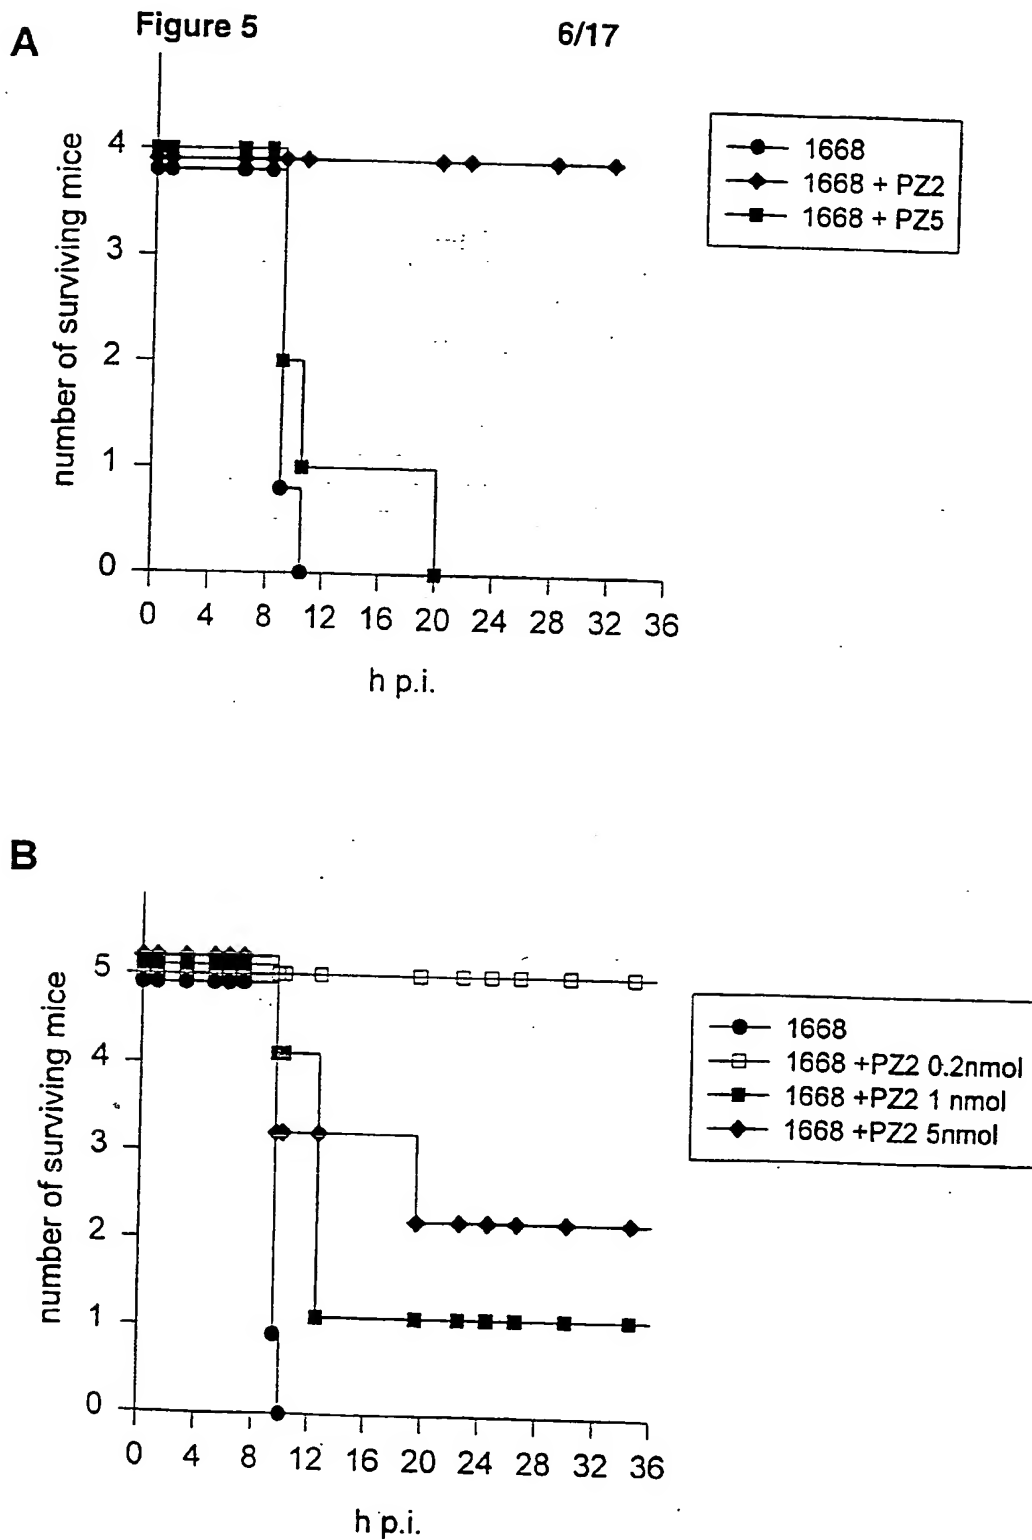 Figure 5
6/17
A
number of surviving mice
4
3
2
1
0
0 4 8 12 16 20 24 28 32 36
h p.i.
1668
1668 + PZ2
1668 + PZ5
B
number of surviving mice
5
4
3
2
1
0
0 4 8 12 16 20 24 28 32 36
h p.i.
1668
1668 +PZ2 0.2nmol
1668 +PZ2 1 nmol
1668 +PZ2 5nmol